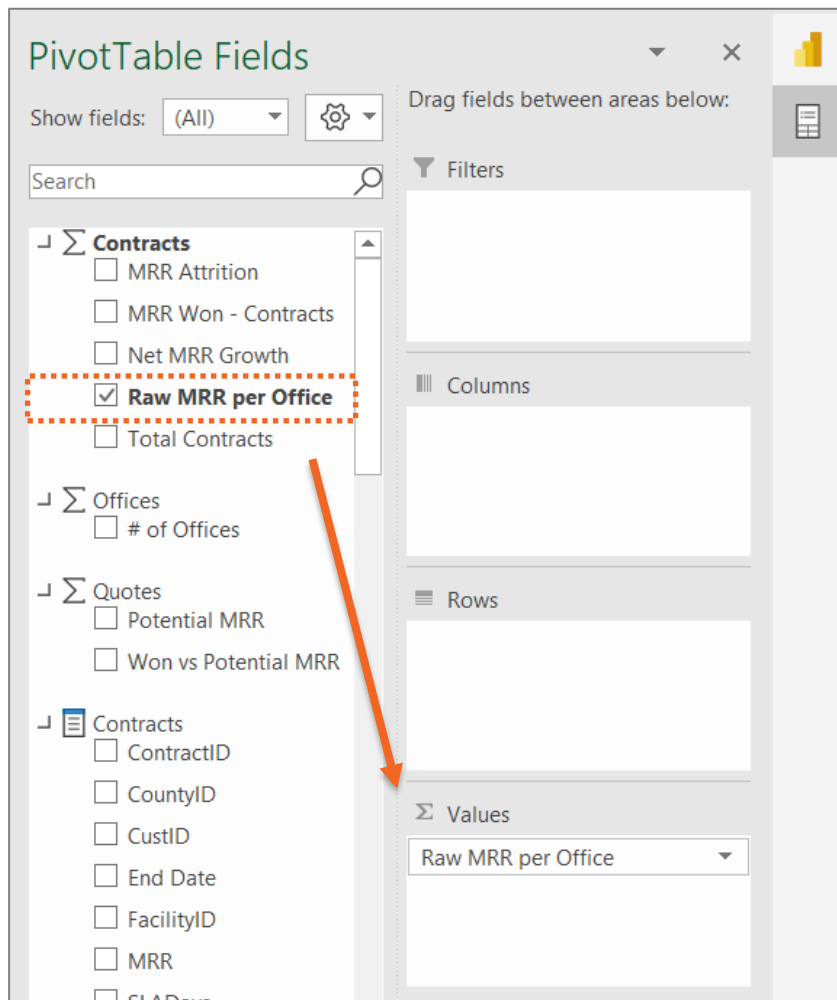 PivotTable Fields
Show fields: (All)
Search
Contracts
MRR Attrition
MRR Won - Contracts
Net MRR Growth
Raw MRR per Office
Total Contracts
Offices
# of Offices
Quotes
Potential MRR
Won vs Potential MRR
Contracts
ContractID
CountyID
CustID
End Date
FacilityID
MRR
Drag fields between areas below:
Filters
Columns
Rows
Σ Values
Raw MRR per Office